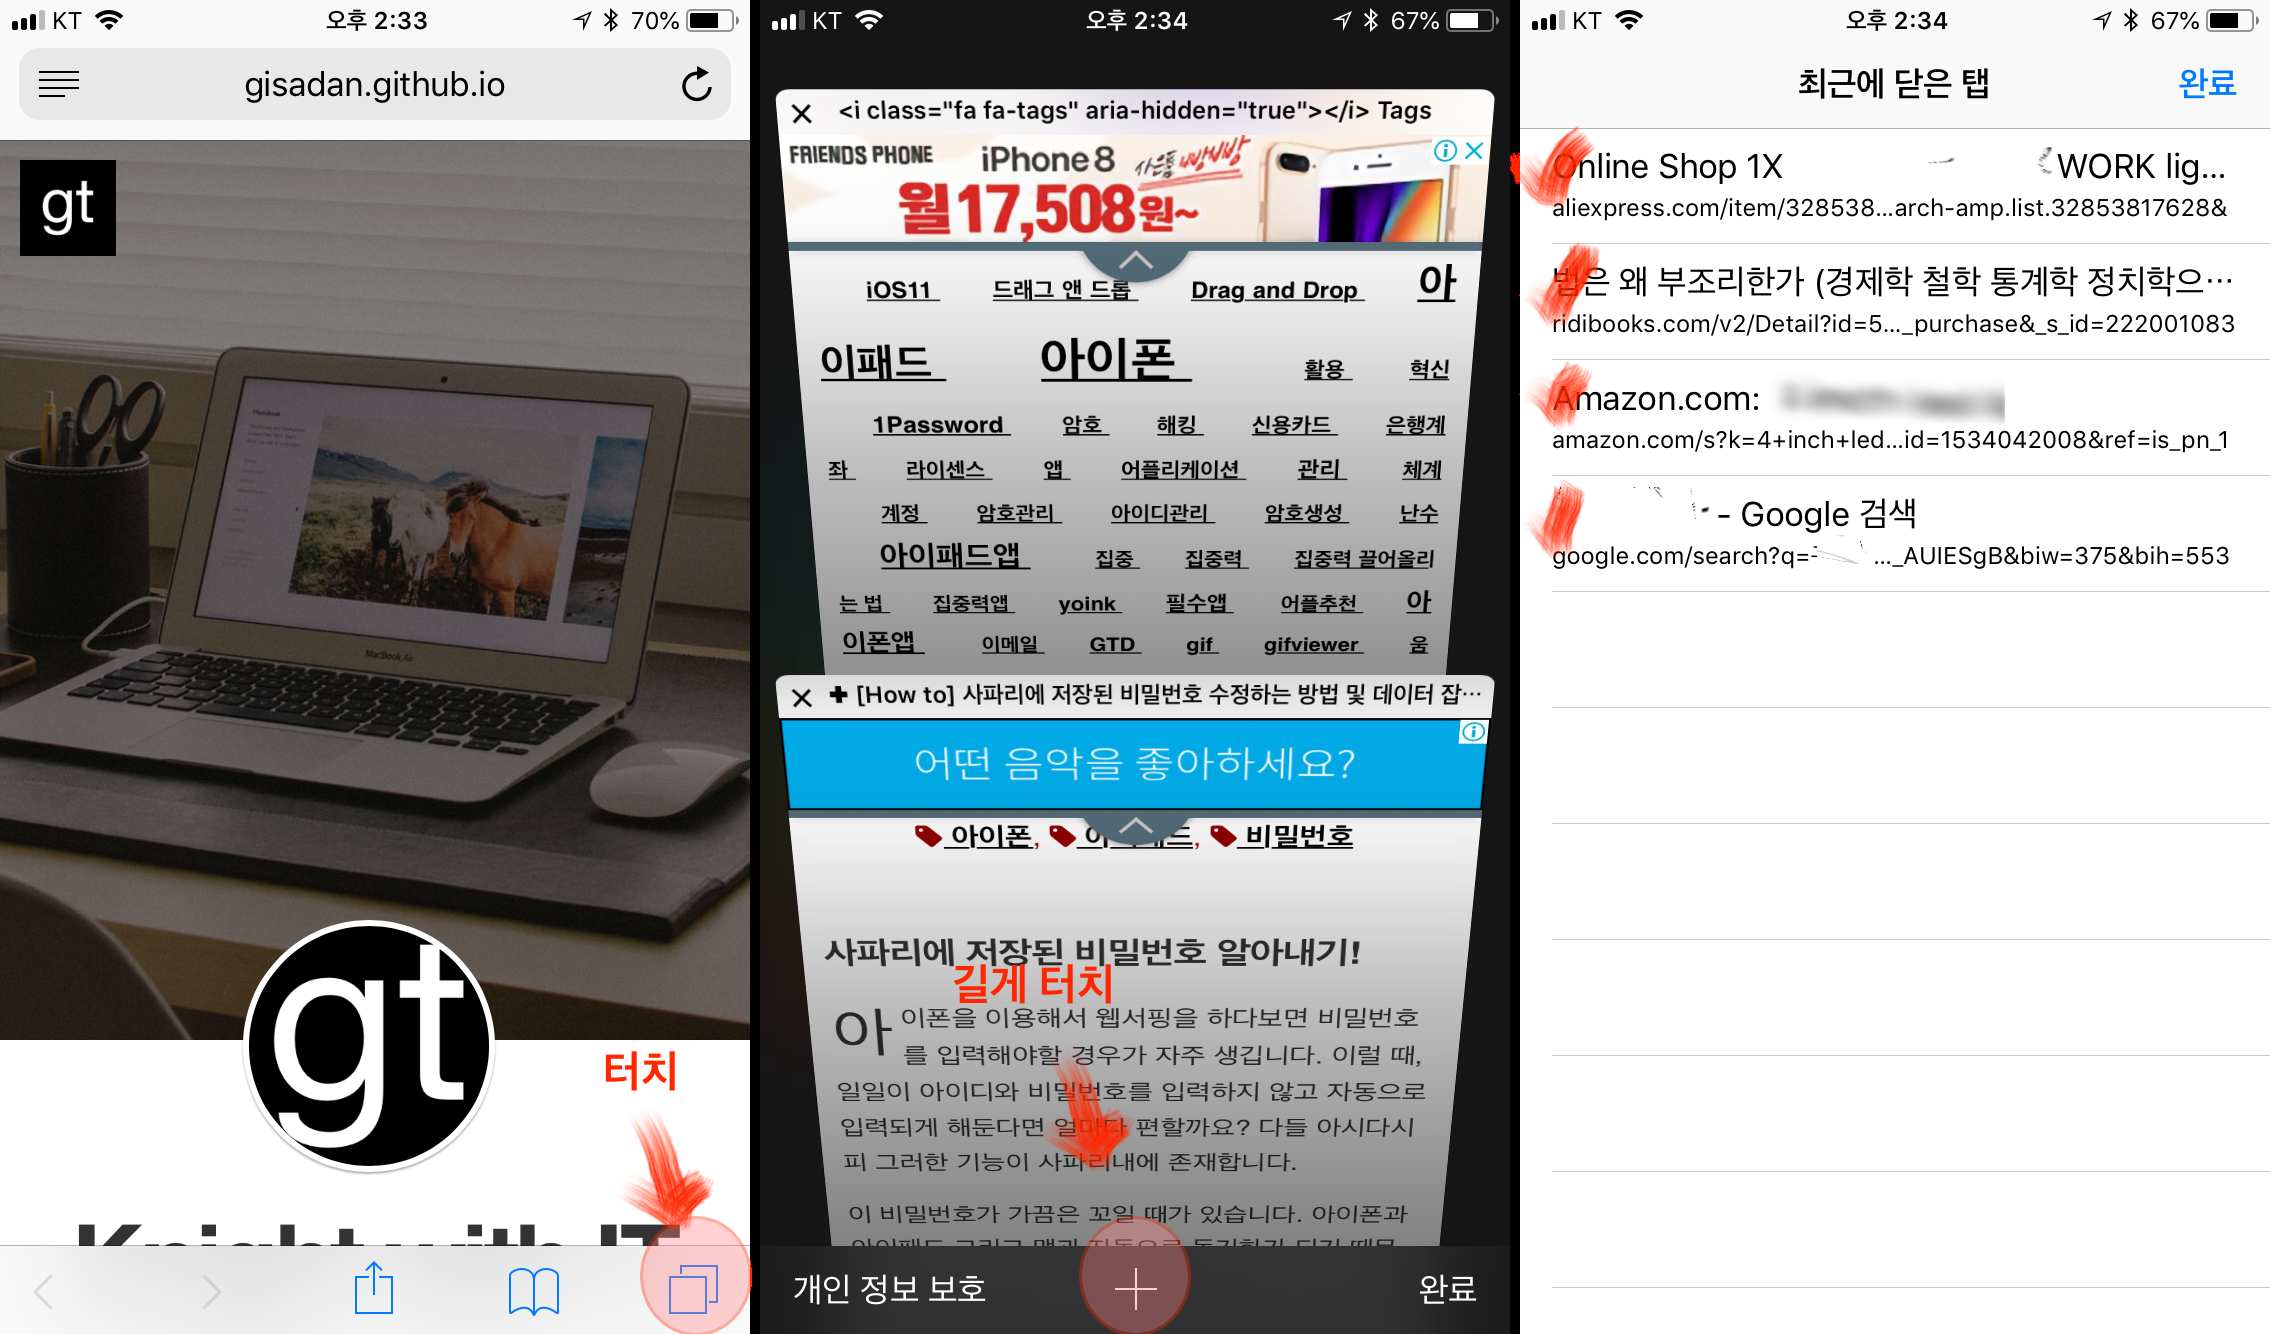 KT 오후 2:33 70%
gisadan.github.io
gt
MacBook Air
gt
터치
Knight with IT
KT 오후 2:34 67%
<i class="fa fa-tags" aria-hidden="true"></i> Tags
FRIENDS PHONE iPhone 8 사은품 빵빵
월 17,508원~
iOS11 드래그 앤 드롭 Drag and Drop 아
이패드 아이폰 활용 혁신
1Password 암호 해킹 신용카드 은행계
좌 라이센스 앱 어플리케이션 관리 체계
계정 암호관리 아이디관리 암호생성 난수
아이패드앱 집중 집중력 집중력 끌어올리
는 법 집중력앱 yoink 필수앱 어플추천 아
이폰앱 이메일 GTD gif gifviewer 움
✚ [How to] 사파리에 저장된 비밀번호 수정하는 방법 및 데이터 잡…
어떤 음악을 좋아하세요?
아이폰, 비밀번호
사파리에 저장된 비밀번호 알아내기!
길게 터치
아이폰을 이용해서 웹서핑을 하다보면 비밀번호
를 입력해야할 경우가 자주 생깁니다. 이럴 때,
일일이 아이디와 비밀번호를 입력하지 않고 자동으로
입력되게 해둔다면 얼마다 편할까요? 다들 아시다시
피 그러한 기능이 사파리내에 존재합니다.
이 비밀번호가 가끔은 꼬일 때가 있습니다. 아이폰과
개인 정보 보호 완료
KT 오후 2:34 67%
최근에 닫은 탭 완료
Online Shop 1X WORK lig...
aliexpress.com/item/328538...arch-amp.list.32853817628&
법은 왜 부조리한가 (경제학 철학 통계학 정치학으…
ridibooks.com/v2/Detail?id=5..._purchase&_s_id=222001083
Amazon.com:
amazon.com/s?k=4+inch+led...id=1534042008&ref=is_pn_1
- Google 검색
google.com/search?q= ..._AUIESgB&biw=375&bih=553